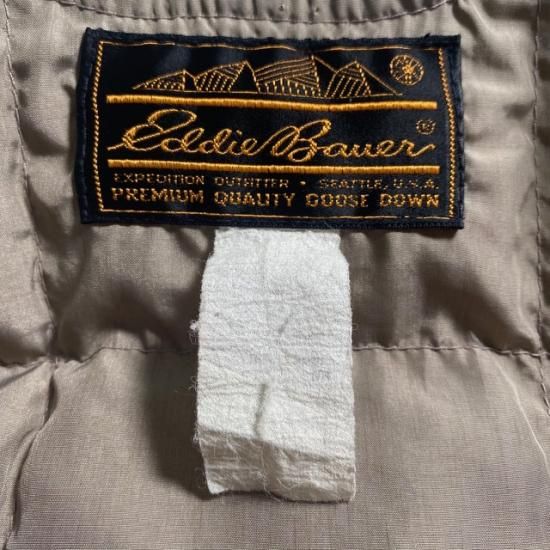 Eddie Bauer®
EXPEDITION OUTFITTER • SEATTLE, U.S.A.
PREMIUM QUALITY GOOSE DOWN